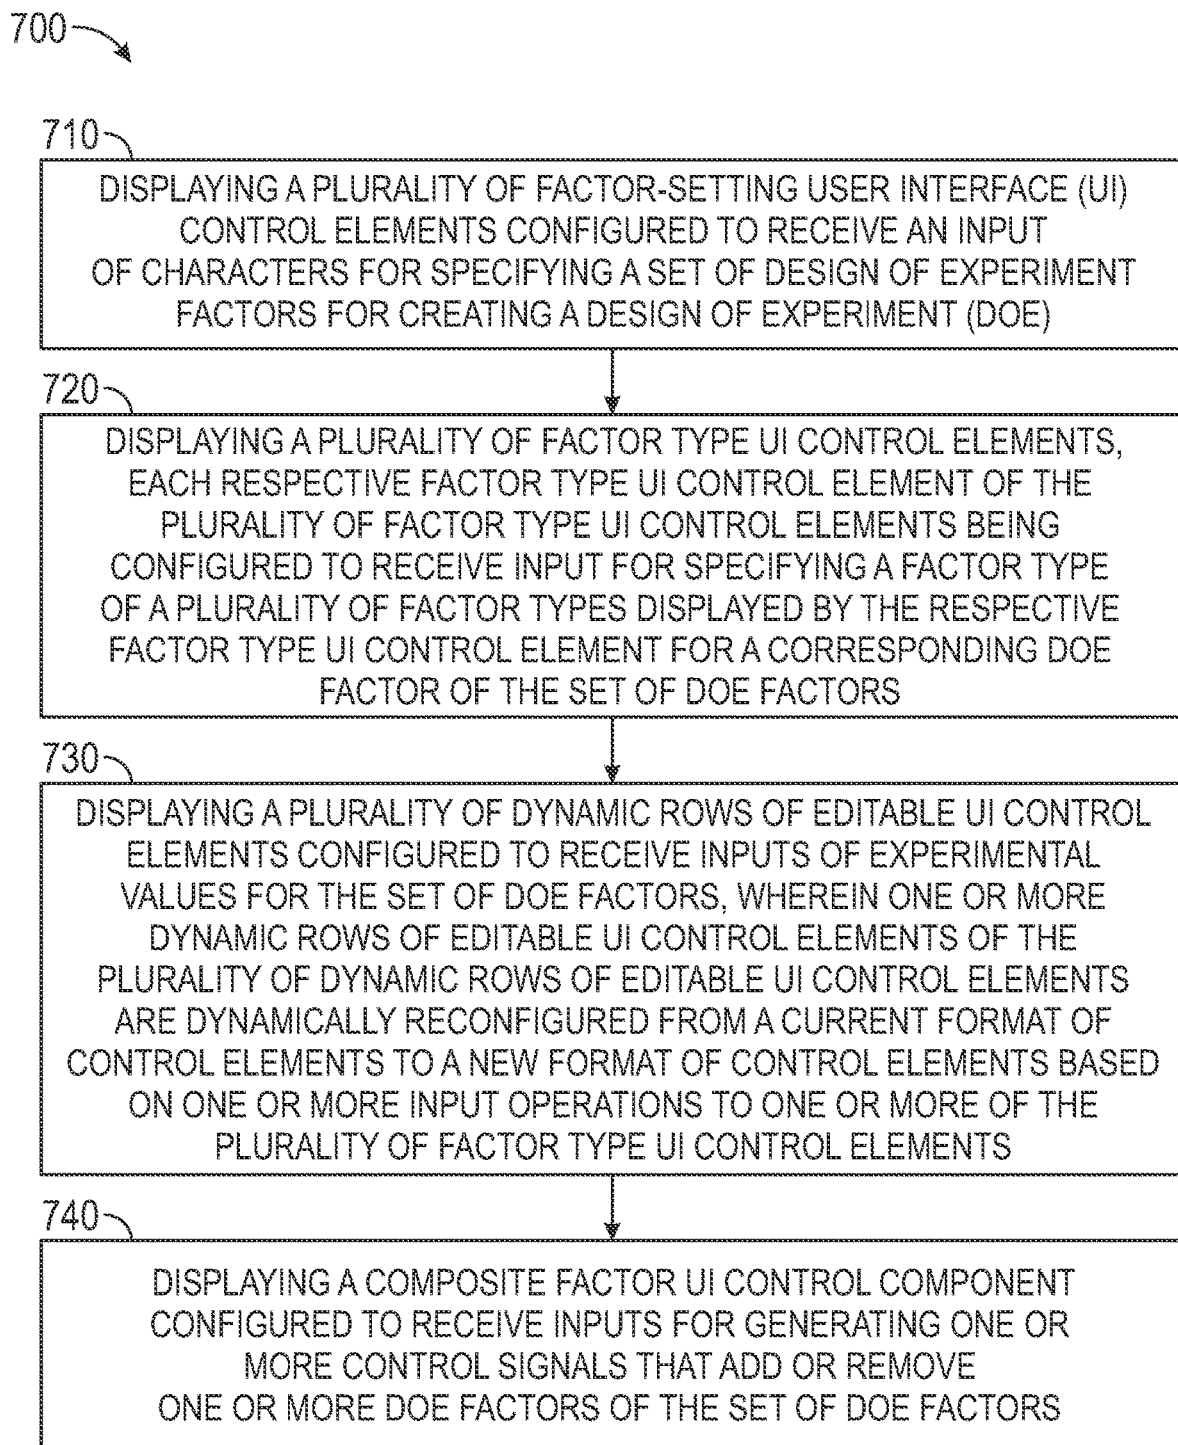 700
710
DISPLAYING A PLURALITY OF FACTOR-SETTING USER INTERFACE (UI)
CONTROL ELEMENTS CONFIGURED TO RECEIVE AN INPUT
OF CHARACTERS FOR SPECIFYING A SET OF DESIGN OF EXPERIMENT
FACTORS FOR CREATING A DESIGN OF EXPERIMENT (DOE)
720
DISPLAYING A PLURALITY OF FACTOR TYPE UI CONTROL ELEMENTS,
EACH RESPECTIVE FACTOR TYPE UI CONTROL ELEMENT OF THE
PLURALITY OF FACTOR TYPE UI CONTROL ELEMENTS BEING
CONFIGURED TO RECEIVE INPUT FOR SPECIFYING A FACTOR TYPE
OF A PLURALITY OF FACTOR TYPES DISPLAYED BY THE RESPECTIVE
FACTOR TYPE UI CONTROL ELEMENT FOR A CORRESPONDING DOE
FACTOR OF THE SET OF DOE FACTORS
730
DISPLAYING A PLURALITY OF DYNAMIC ROWS OF EDITABLE UI CONTROL
ELEMENTS CONFIGURED TO RECEIVE INPUTS OF EXPERIMENTAL
VALUES FOR THE SET OF DOE FACTORS, WHEREIN ONE OR MORE
DYNAMIC ROWS OF EDITABLE UI CONTROL ELEMENTS OF THE
PLURALITY OF DYNAMIC ROWS OF EDITABLE UI CONTROL ELEMENTS
ARE DYNAMICALLY RECONFIGURED FROM A CURRENT FORMAT OF
CONTROL ELEMENTS TO A NEW FORMAT OF CONTROL ELEMENTS BASED
ON ONE OR MORE INPUT OPERATIONS TO ONE OR MORE OF THE
PLURALITY OF FACTOR TYPE UI CONTROL ELEMENTS
740
DISPLAYING A COMPOSITE FACTOR UI CONTROL COMPONENT
CONFIGURED TO RECEIVE INPUTS FOR GENERATING ONE OR
MORE CONTROL SIGNALS THAT ADD OR REMOVE
ONE OR MORE DOE FACTORS OF THE SET OF DOE FACTORS